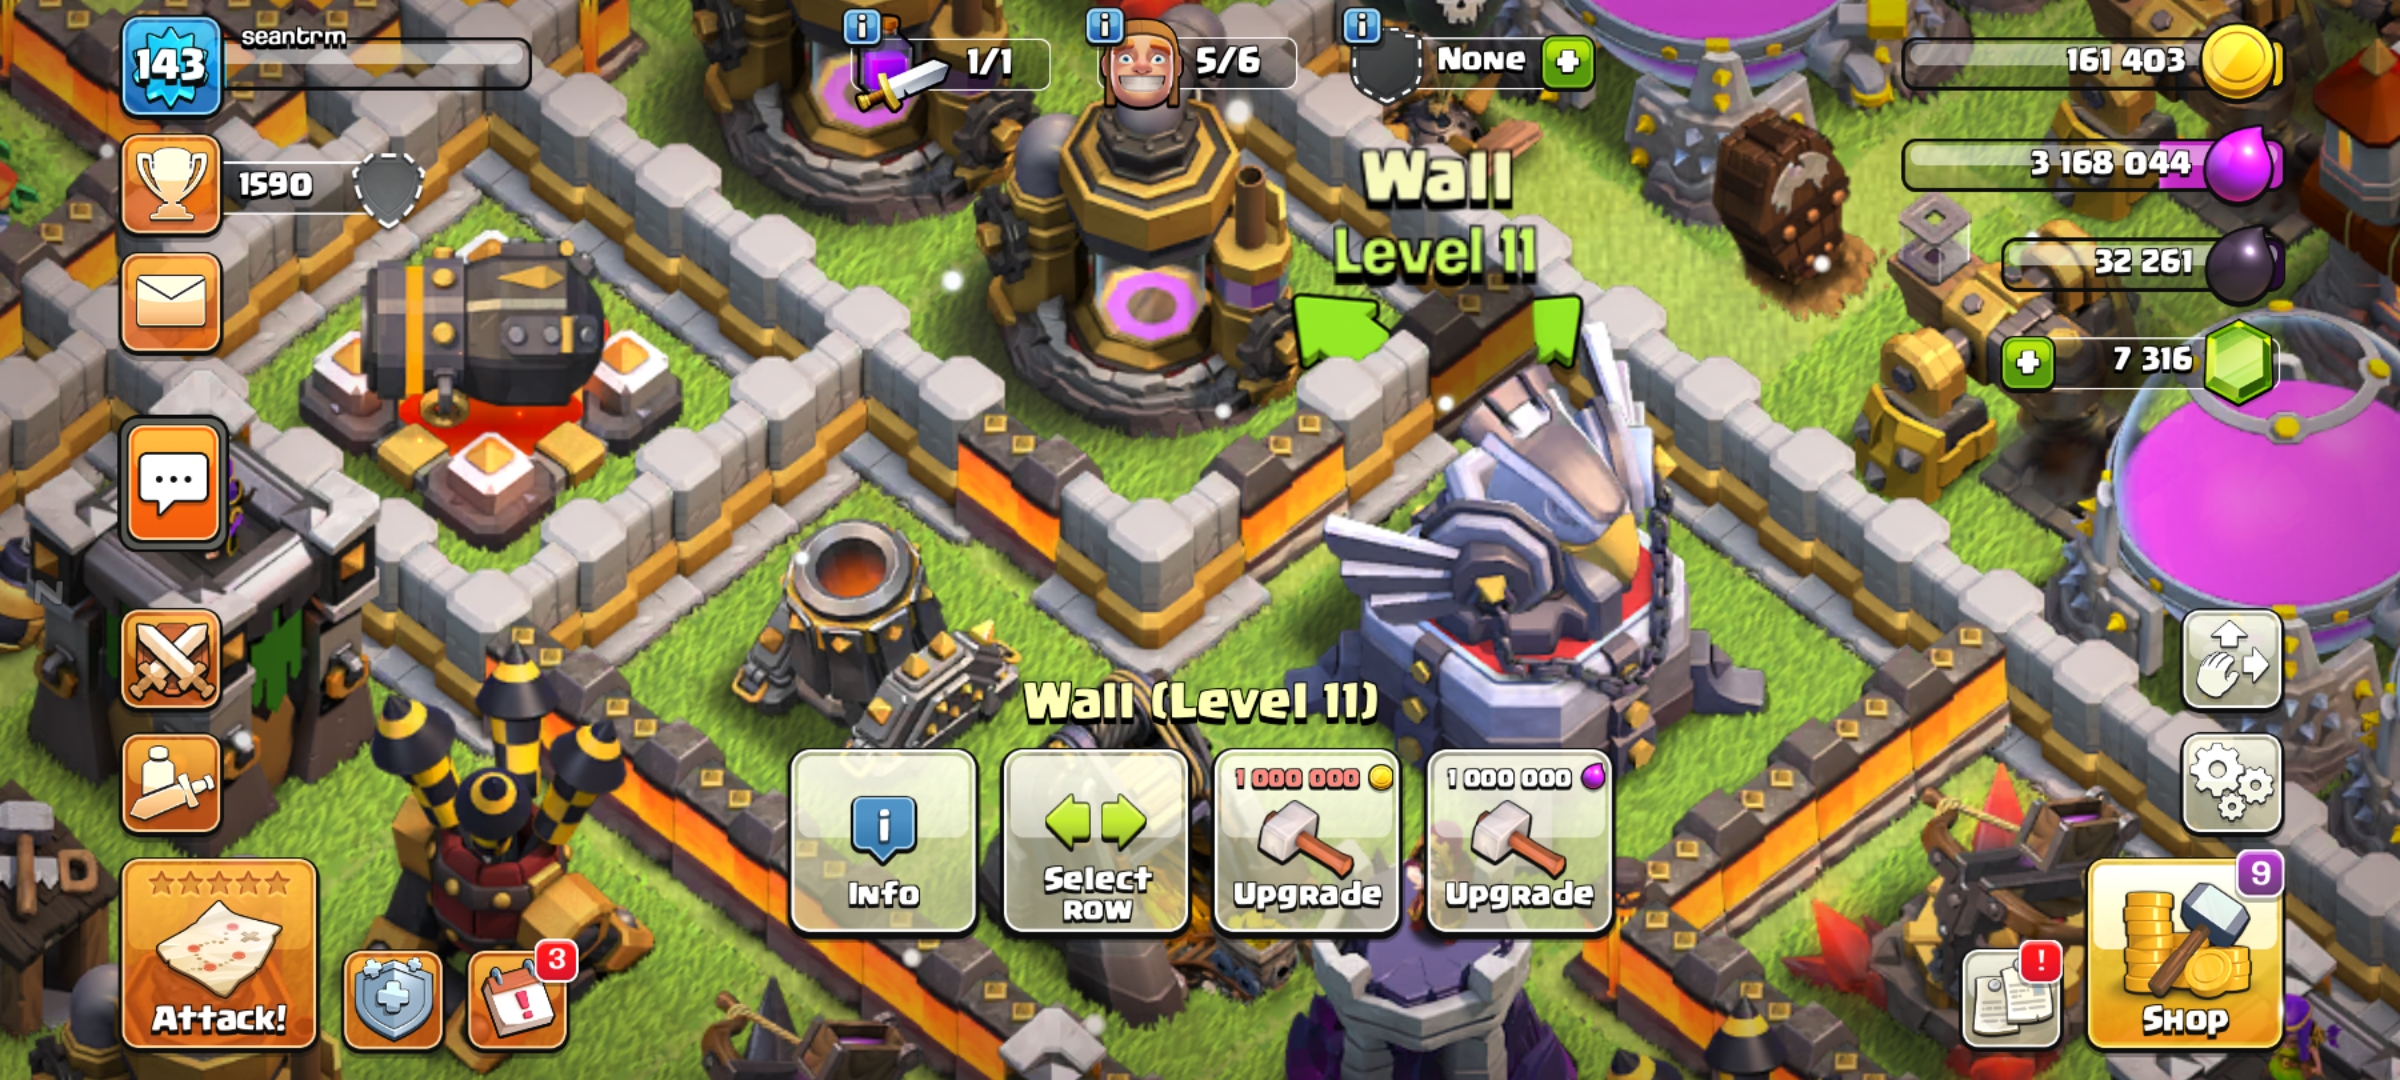 143
seantrm
1/1
5/6
None
161 403
1590
3 168 044
32 261
7 316
Wall
Level 11
Wall (Level 11)
Info
Select
Row
1 000 000
Upgrade
1 000 000
Upgrade
Attack!
3
!
9
Shop